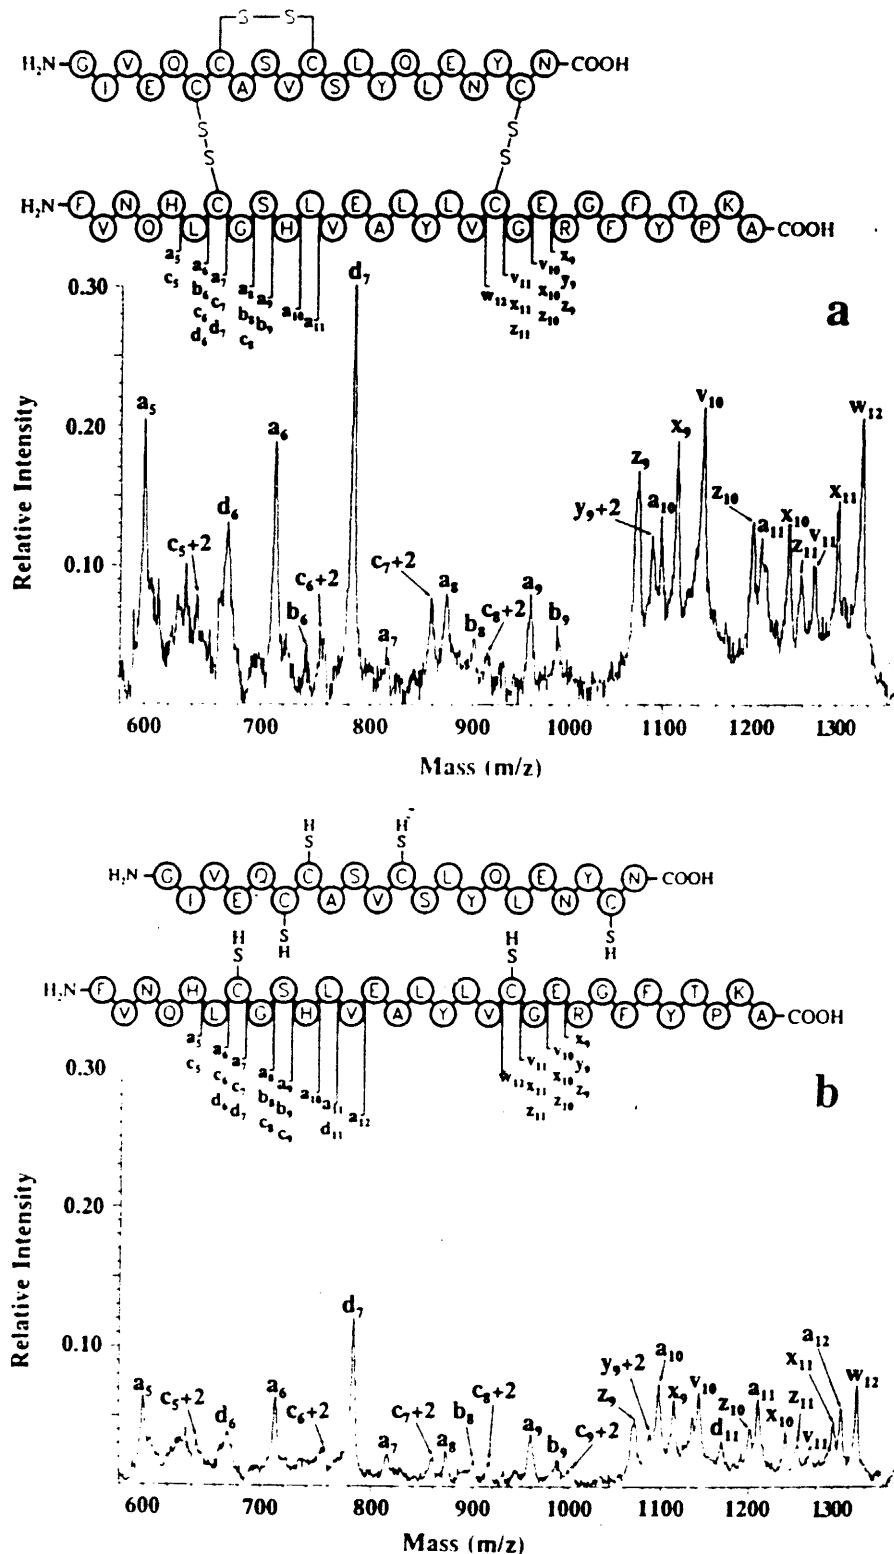 S—S
H₂N-G I V E Q C C A S V C S L Y Q L E N Y C N-COOH
S S
S S
H₂N-F V N Q H L C G S H L V E A L Y L V C G E R G F F Y T P K A-COOH
a₅ a₆ a₇ a₈ a₉ a₁₀ a₁₁ w₁₂ v₁₁ v₁₀ x₉
c₅ b₆ c₇ b₈ b₉ x₁₁ x₁₀ y₉
c₆ d₇ c₈ z₁₁ z₁₀ z₉
d₆
a
d₇
0.30
0.20
0.10
Relative Intensity
a₅ c₅+2 d₆ a₆ b₆ c₆+2 a₇ c₇+2 a₈ b₈ c₈+2 a₉ b₉ z₉ y₉+2 a₁₀ x₉ v₁₀ z₁₀ a₁₁ x₁₀ z₁₁ v₁₁ x₁₁ w₁₂
600 700 800 900 1000 1100 1200 1300
Mass (m/z)
H H
S S
H₂N-G I V E Q C C A S V C S L Y Q L E N Y C N-COOH
S S
H H
H H
S S
H₂N-F V N Q H L C G S H L V E A L Y L V C G E R G F F Y T P K A-COOH
a₅ a₆ a₇ a₈ a₉ a₁₀ a₁₁ a₁₂ w₁₂ v₁₁ v₁₀ x₉
c₅ c₆ c₇ b₈ b₉ d₁₁ x₁₁ x₁₀ y₉
d₆ d₇ c₈ c₉ z₁₁ z₁₀ z₉
b
0.30
0.20
0.10
Relative Intensity
a₅ c₅+2 d₆ a₆ c₆+2 d₇ a₇ c₇+2 a₈ b₈ c₈+2 a₉ b₉ c₉+2 z₉ y₉+2 a₁₀ x₉ v₁₀ d₁₁ z₁₀ a₁₁ x₁₀ z₁₁ v₁₁ x₁₁ a₁₂ w₁₂
600 700 800 900 1000 1100 1200 1300
Mass (m/z)